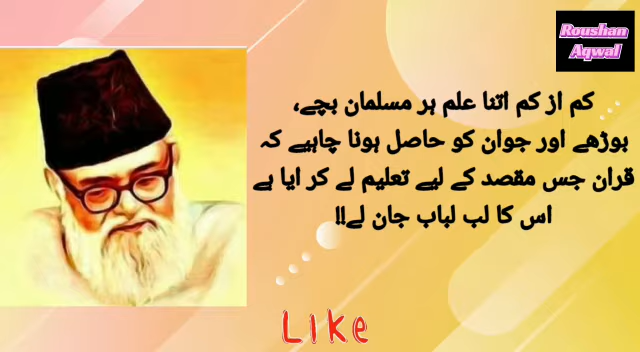 Roushan
Aqwal
کم از کم اتنا علم ہر مسلمان بچے،
بوڑھے اور جوان کو حاصل ہونا چاہیے کہ
قران جس مقصد کے لیے تعلیم لے کر ایا ہے
اس کا لب لباب جان لے!!
LIKe